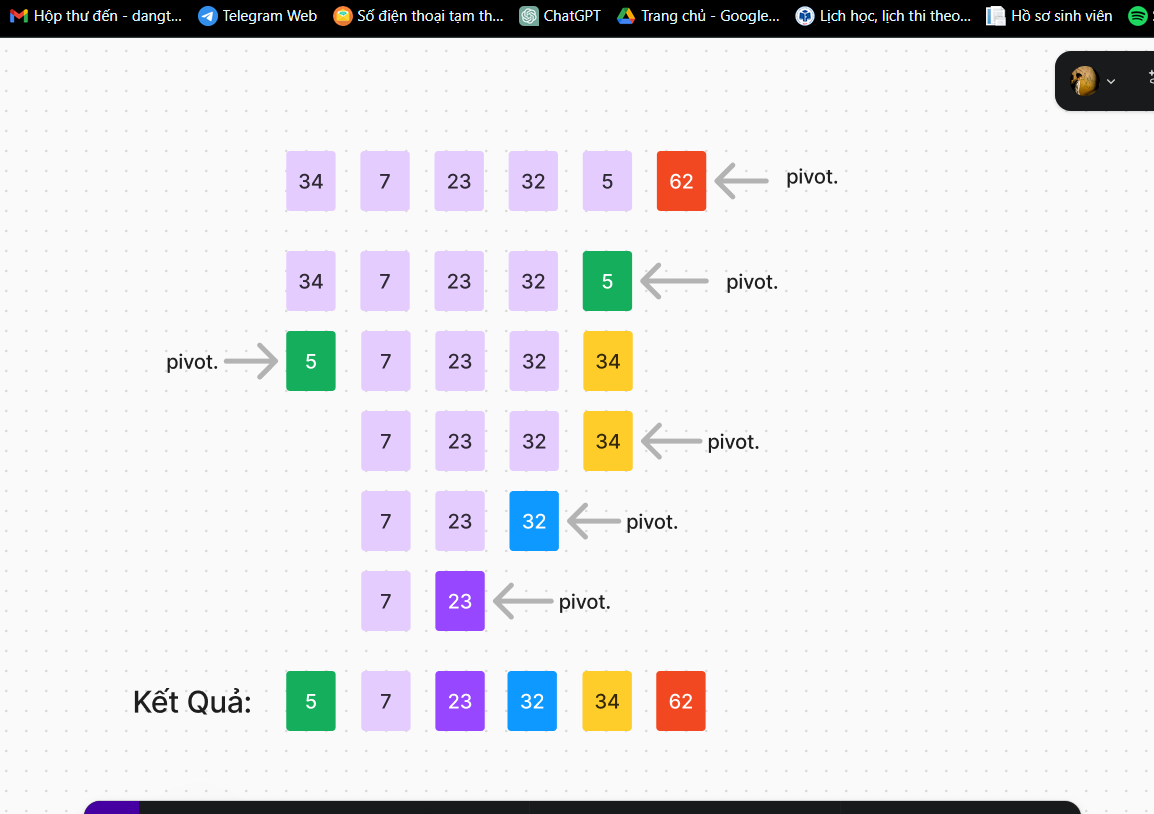 Hộp thư đến - dangt... Telegram Web Số điện thoại tạm th... ChatGPT Trang chủ - Google... Lịch học, lịch thi theo... Hồ sơ sinh viên
34 7 23 32 5 62 pivot.
34 7 23 32 5 pivot.
pivot. 5 7 23 32 34
7 23 32 34 pivot.
7 23 32 pivot.
7 23 pivot.
Kết Quả: 5 7 23 32 34 62